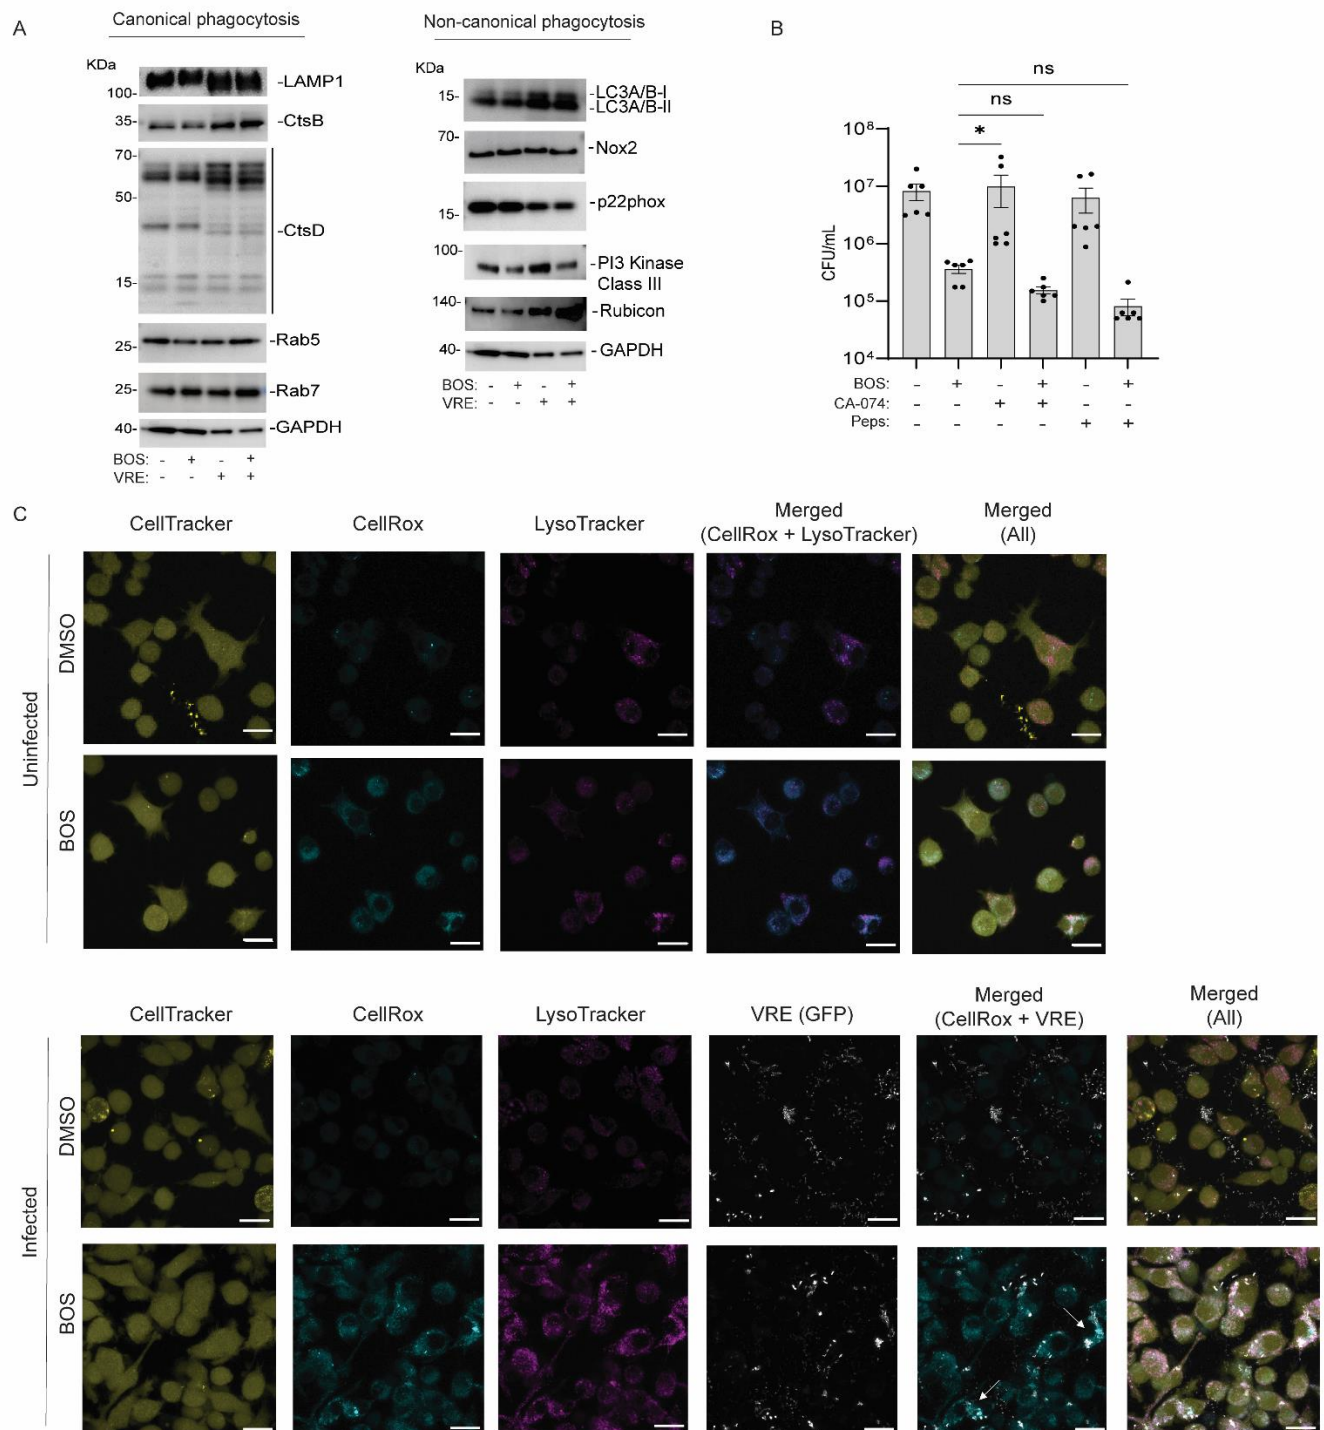 A
Canonical phagocytosis
KDa
100-
-LAMP1
35-
-CtsB
70-
50-
-CtsD
15-
-Rab5
25-
25-
-Rab7
40-
-GAPDH
BOS: - + - +
VRE: - - + +
Non-canonical phagocytosis
KDa
15-
-LC3A/B-I
-LC3A/B-II
70-
-Nox2
-p22phox
15-
100-
-PI3 Kinase
Class III
140-
-Rubicon
40-
-GAPDH
BOS: - + - +
VRE: - - + +
B
ns
ns
*
CFU/mL
10⁸
10⁷
10⁶
10⁵
10⁴
BOS: - + - + - +
CA-074: - - + + - -
Peps: - - - - + +
C
CellTracker
CellRox
LysoTracker
Merged
(CellRox + LysoTracker)
Merged
(All)
Uninfected
DMSO
BOS
CellTracker
CellRox
LysoTracker
VRE (GFP)
Merged
(CellRox + VRE)
Merged
(All)
Infected
DMSO
BOS